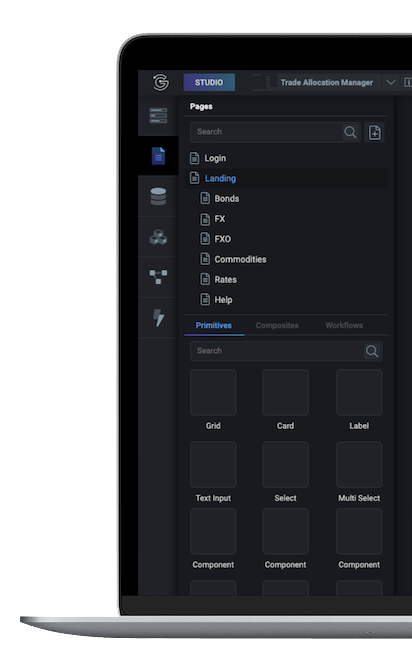 STUDIO
Trade Allocation Manager
Pages
Search
Login
Landing
Bonds
FX
FXO
Commodities
Rates
Help
Primitives Composites Workflows
Search
Grid Card Label
Text Input Select Multi Select
Component Component Component